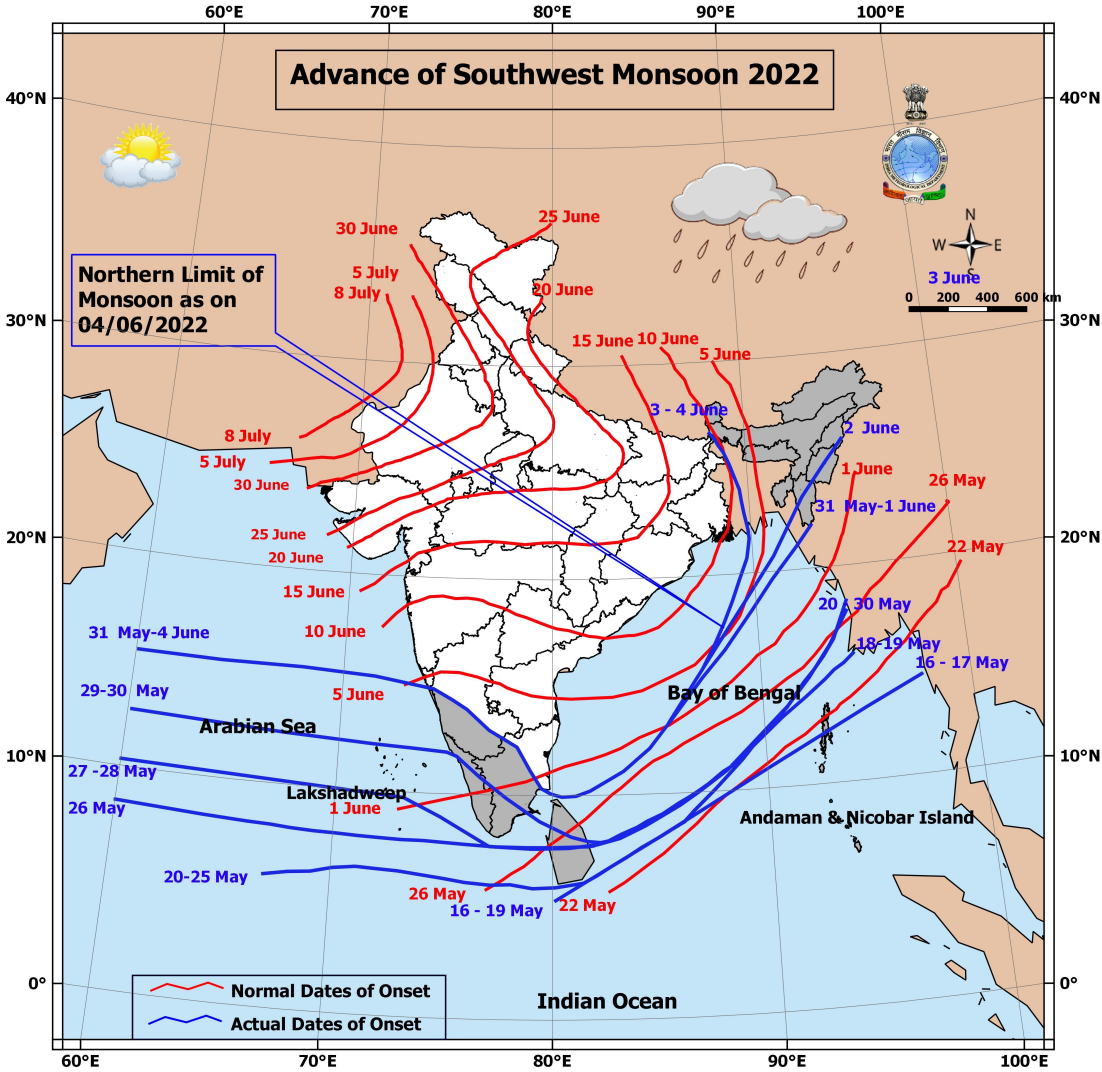 60°E 70°E 80°E 90°E 100°E
Advance of Southwest Monsoon 2022
40°N 40°N
25 June
30 June
N
W E
S
5 July
Northern Limit of
Monsoon as on
04/06/2022
3 June
8 July
20 June
0 200 400 600 km
30°N 30°N
15 June 10 June
5 June
3 - 4 June
2 June
8 July
5 July
1 June
30 June
26 May
31 May-1 June
25 June
20°N 20°N
22 May
20 June
15 June
20 - 30 May
10 June
31 May-4 June
18-19 May
16 - 17 May
29-30 May
5 June
Bay of Bengal
Arabian Sea
10°N 10°N
27 -28 May
Lakshadweep
26 May
1 June
Andaman & Nicobar Island
20-25 May
26 May
16 - 19 May
22 May
0° 0°
Normal Dates of Onset
Indian Ocean
Actual Dates of Onset
60°E 70°E 80°E 90°E 100°E